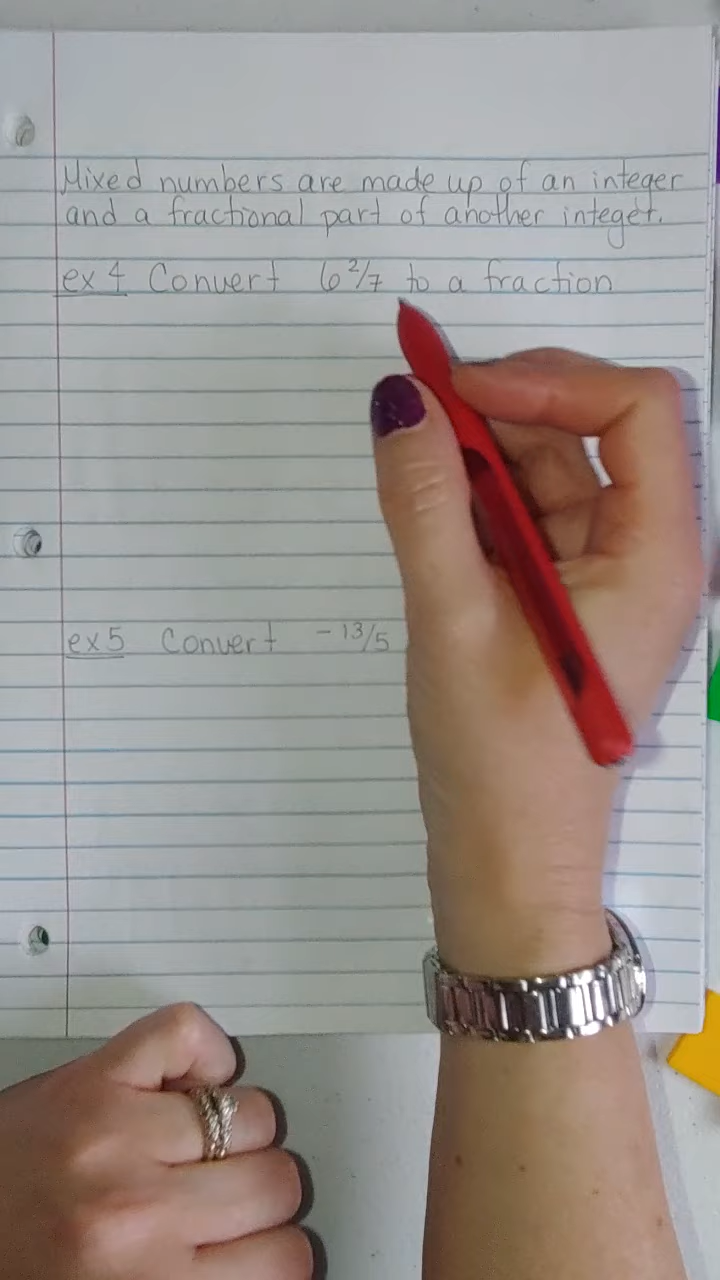 Mixed numbers are made up of an integer
and a fractional part of another integer.
ex 4 Convert 6 2/7 to a fraction
ex 5 Convert -13/5